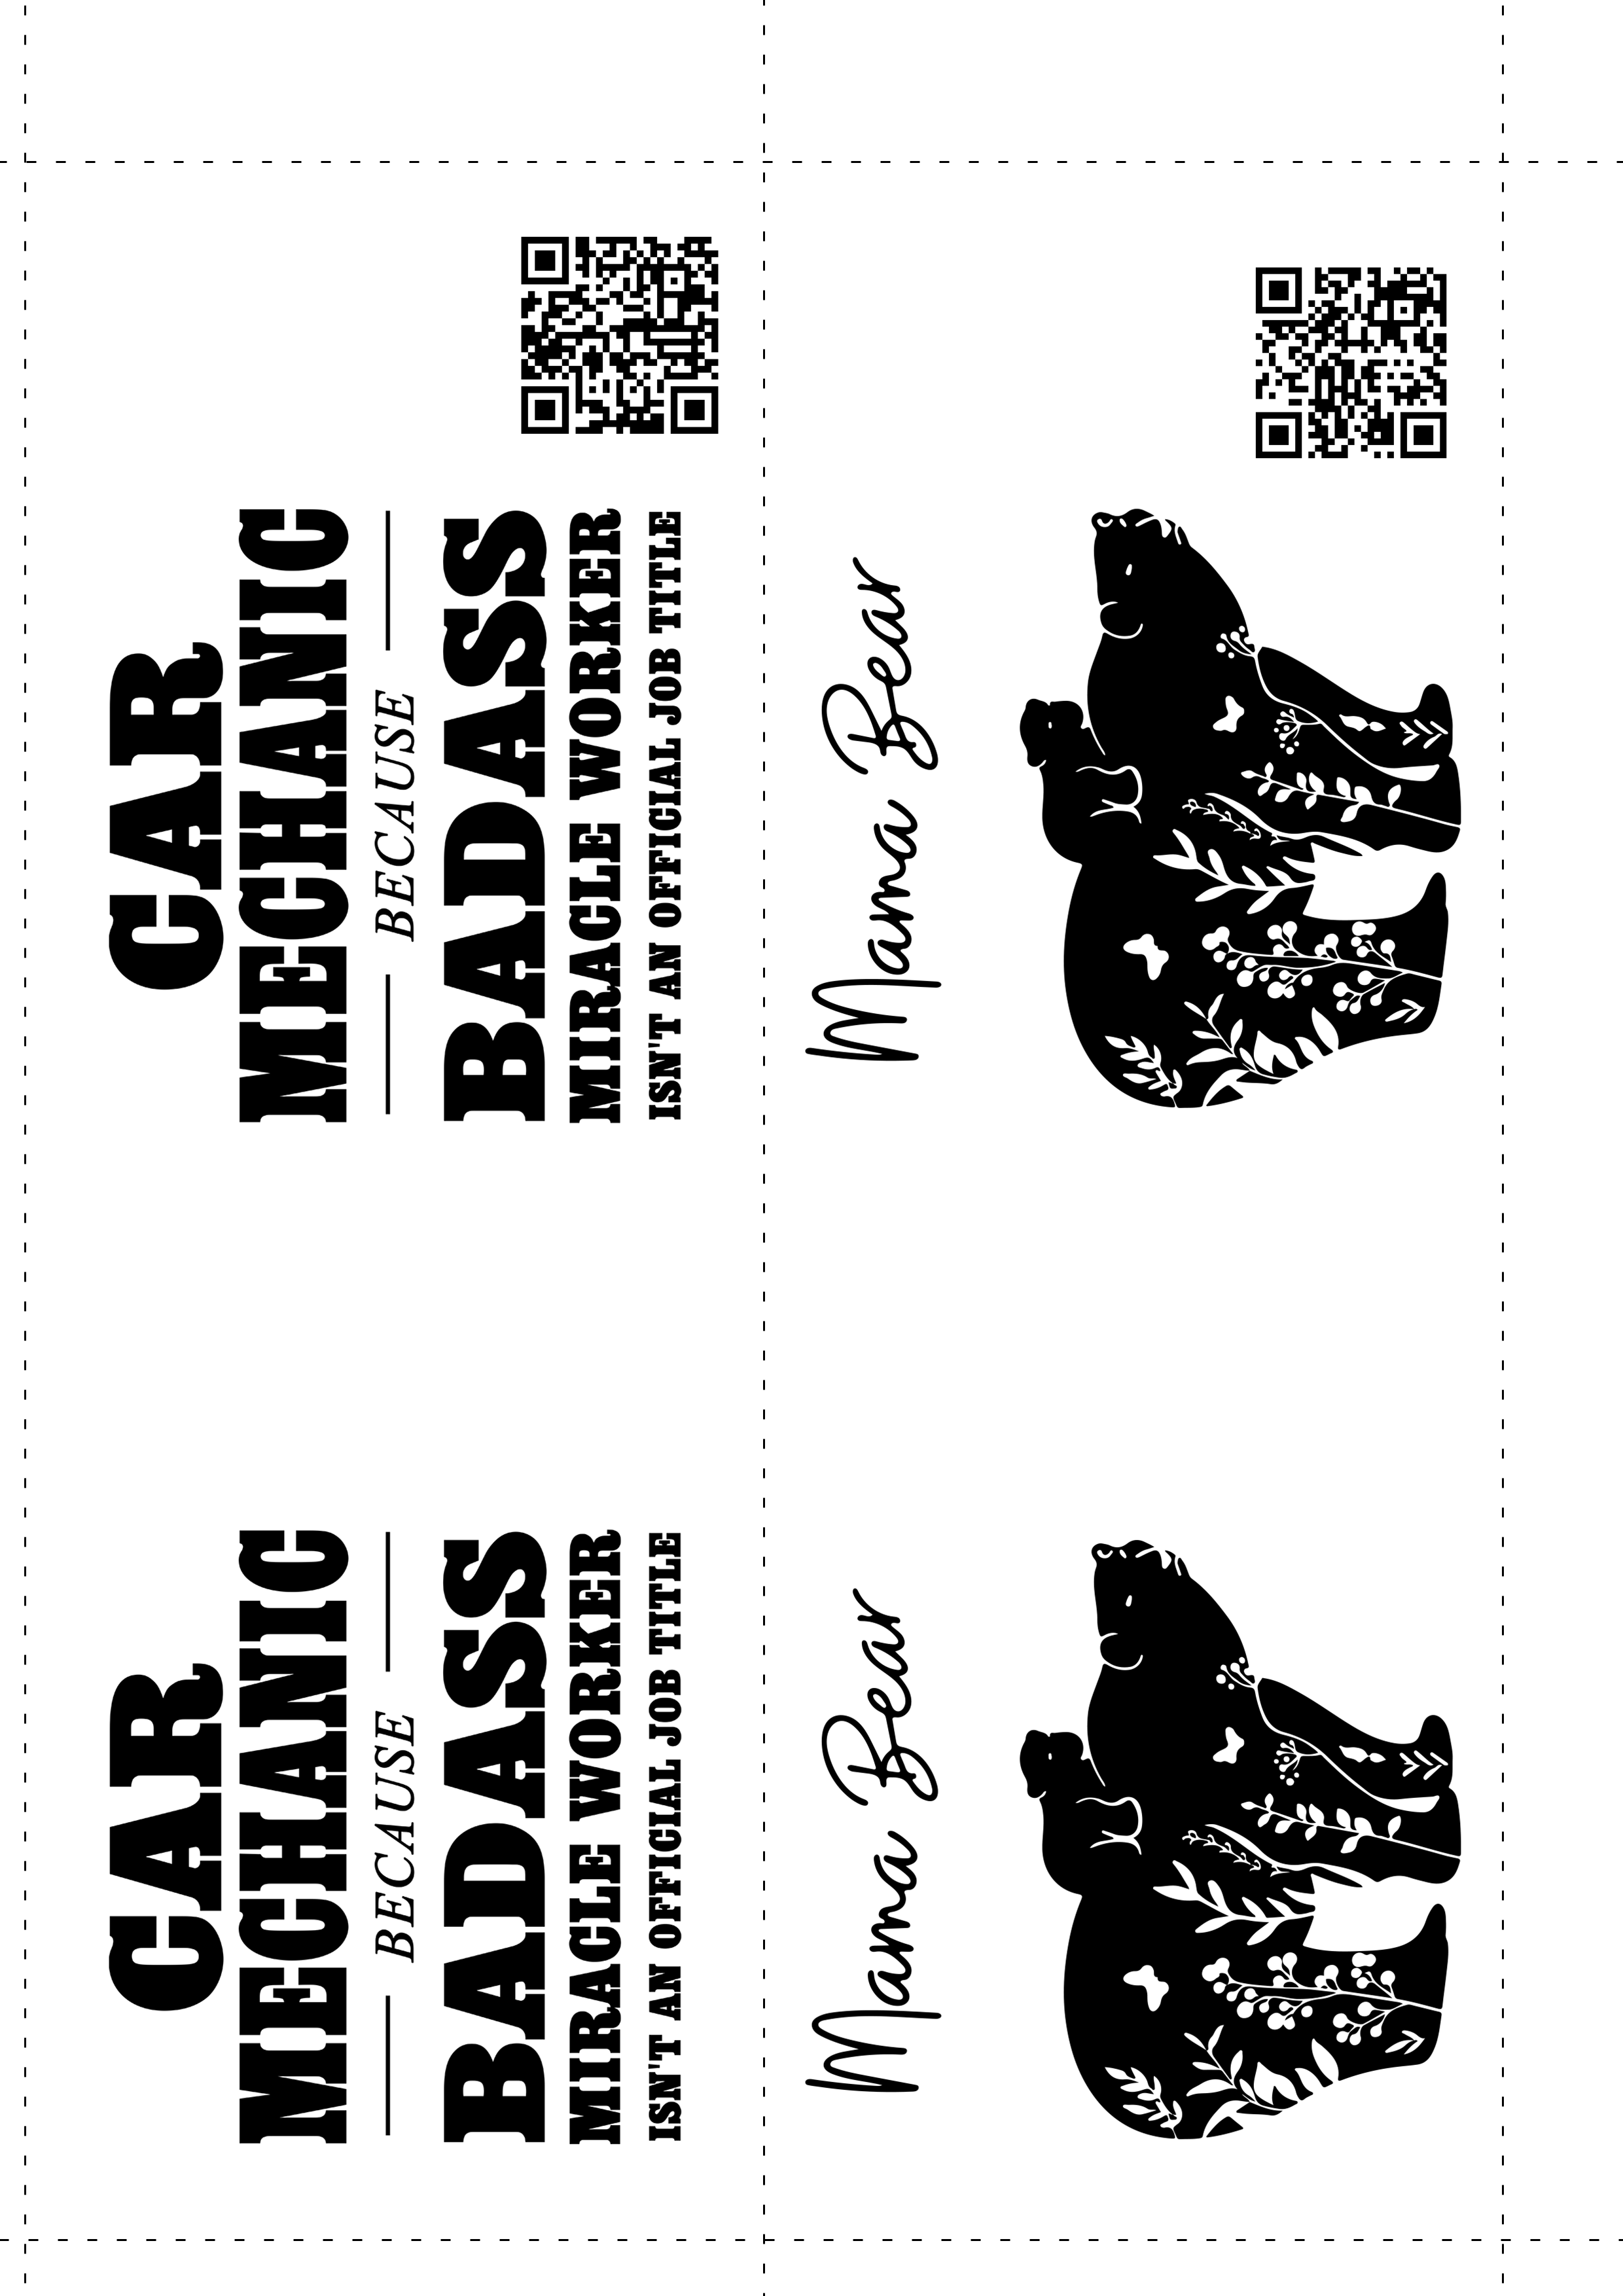 CAR
MECHANIC
BECAUSE
BADASS
MIRACLE WORKER
ISN'T AN OFFICIAL JOB TITLE
CAR
MECHANIC
BECAUSE
BADASS
MIRACLE WORKER
ISN'T AN OFFICIAL JOB TITLE
Mama Bear
Mama Bear